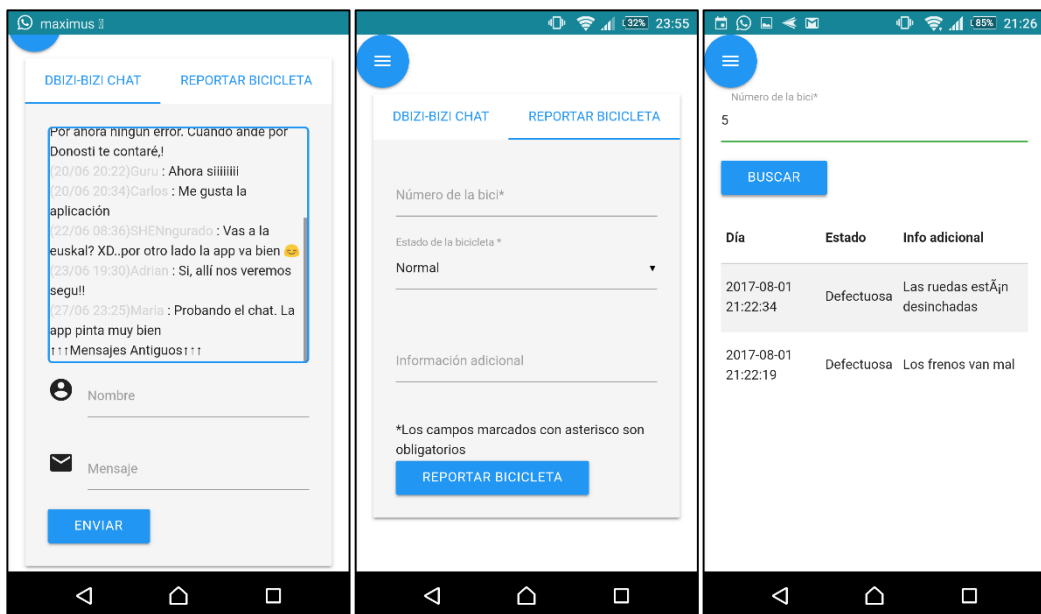 maximus
DBIZI-BIZI CHAT REPORTAR BICICLETA
Por ahora ningún error. Cuando ande por
Donosti te contaré,!
(20/06 20:22)Guru : Ahora siiiiiii
(20/06 20:34)Carlos : Me gusta la
aplicación
(22/06 08:36)SHENngurado : Vas a la
euskal? XD..por otro lado la app va bien 😊
(23/06 19:30)Adrian : Si, allí nos veremos
segu!!
(27/06 23:25)Maria : Probando el chat. La
app pinta muy bien
↑↑↑Mensajes Antiguos↑↑↑
Nombre
Mensaje
ENVIAR
32% 23:55
DBIZI-BIZI CHAT REPORTAR BICICLETA
Número de la bici*
Estado de la bicicleta *
Normal
Información adicional
*Los campos marcados con asterisco son
obligatorios
REPORTAR BICICLETA
85% 21:26
Número de la bici*
5
BUSCAR
Día Estado Info adicional
2017-08-01
21:22:34
Defectuosa
Las ruedas estÃ¡n
desinchadas
2017-08-01
21:22:19
Defectuosa
Los frenos van mal